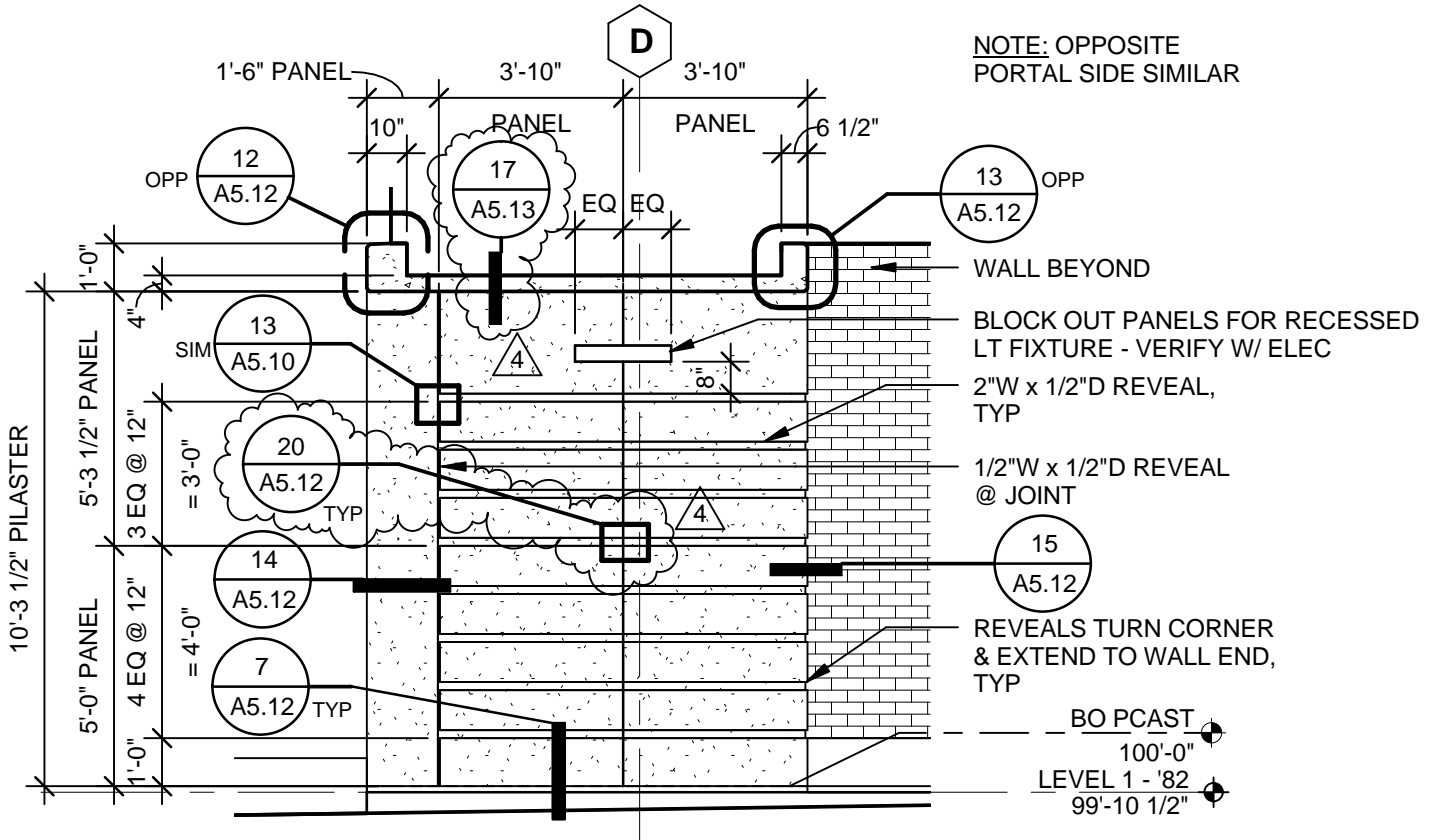 D
NOTE: OPPOSITE
PORTAL SIDE SIMILAR
1'-6" PANEL
3'-10"
3'-10"
PANEL
PANEL
10"
6 1/2"
12
A5.12
OPP
17
A5.13
EQ
EQ
13
A5.12
OPP
1'-0"
4"
WALL BEYOND
BLOCK OUT PANELS FOR RECESSED
LT FIXTURE - VERIFY W/ ELEC
13
A5.10
SIM
4
8"
2"W x 1/2"D REVEAL,
TYP
10'-3 1/2" PILASTER
5'-3 1/2" PANEL
3 EQ @ 12"
= 3'-0"
20
A5.12
TYP
4
1/2"W x 1/2"D REVEAL
@ JOINT
14
A5.12
15
A5.12
5'-0" PANEL
4 EQ @ 12"
= 4'-0"
7
A5.12
TYP
REVEALS TURN CORNER
& EXTEND TO WALL END,
TYP
1'-0"
BO PCAST
100'-0"
LEVEL 1 - '82
99'-10 1/2"